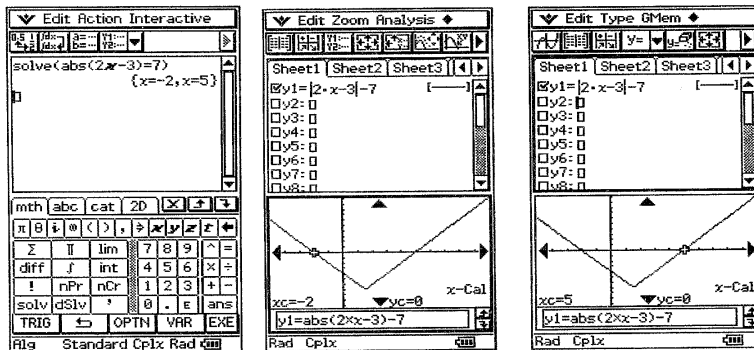 Edit Action Interactive
solve(abs(2x-3)=7)
{x=-2,x=5}
mth abc cat 2D
π θ i ∞ ( ) , ⇒ x y z t ←
Σ Π lim 7 8 9 ^ =
diff ∫ int 4 5 6 × ÷
! nPr nCr 1 2 3 + -
solv dSlv ' 0 . E ans
TRIG OPTN VAR EXE
Alg Standard Cplx Rad
Edit Zoom Analysis
Sheet1 Sheet2 Sheet3
y1=|2·x-3|-7
y2:
y3:
y4:
y5:
y6:
y7:
y8:
x-Cal
xc=-2 yc=0
y1=abs(2×x-3)-7
Rad Cplx
Edit Type GMem
y=
Sheet1 Sheet2 Sheet3
y1=|2·x-3|-7
y2:
y3:
y4:
y5:
y6:
y7:
y8:
x-Cal
xc=5 yc=0
y1=abs(2×x-3)-7
Rad Cplx